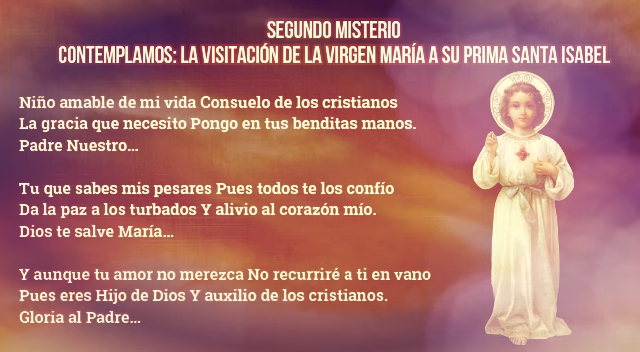 SEGUNDO MISTERIO
CONTEMPLAMOS: LA VISITACIÓN DE LA VIRGEN MARÍA A SU PRIMA SANTA ISABEL
Niño amable de mi vida Consuelo de los cristianos
La gracia que necesito Pongo en tus benditas manos.
Padre Nuestro...
Tu que sabes mis pesares Pues todos te los confío
Da la paz a los turbados Y alivio al corazón mío.
Dios te salve María...
Y aunque tu amor no merezca No recurriré a ti en vano
Pues eres Hijo de Dios Y auxilio de los cristianos.
Gloria al Padre...